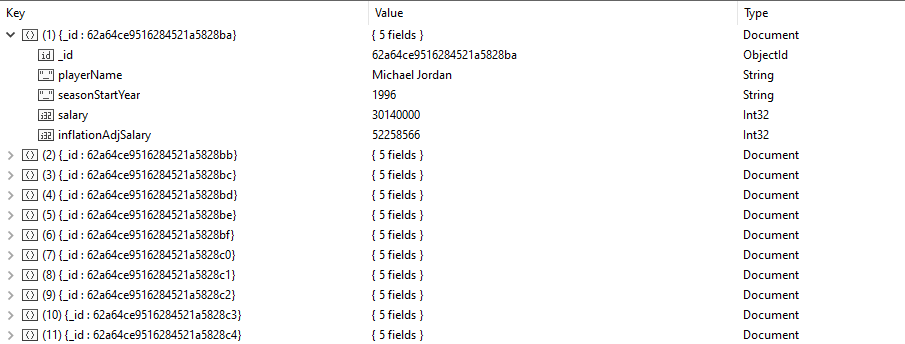 Key Value Type
(1) {_id : 62a64ce9516284521a5828ba} { 5 fields } Document
id _id 62a64ce9516284521a5828ba ObjectId
"_" playerName Michael Jordan String
"_" seasonStartYear 1996 String
i32 salary 30140000 Int32
i32 inflationAdjSalary 52258566 Int32
(2) {_id : 62a64ce9516284521a5828bb} { 5 fields } Document
(3) {_id : 62a64ce9516284521a5828bc} { 5 fields } Document
(4) {_id : 62a64ce9516284521a5828bd} { 5 fields } Document
(5) {_id : 62a64ce9516284521a5828be} { 5 fields } Document
(6) {_id : 62a64ce9516284521a5828bf} { 5 fields } Document
(7) {_id : 62a64ce9516284521a5828c0} { 5 fields } Document
(8) {_id : 62a64ce9516284521a5828c1} { 5 fields } Document
(9) {_id : 62a64ce9516284521a5828c2} { 5 fields } Document
(10) {_id : 62a64ce9516284521a5828c3} { 5 fields } Document
(11) {_id : 62a64ce9516284521a5828c4} { 5 fields } Document